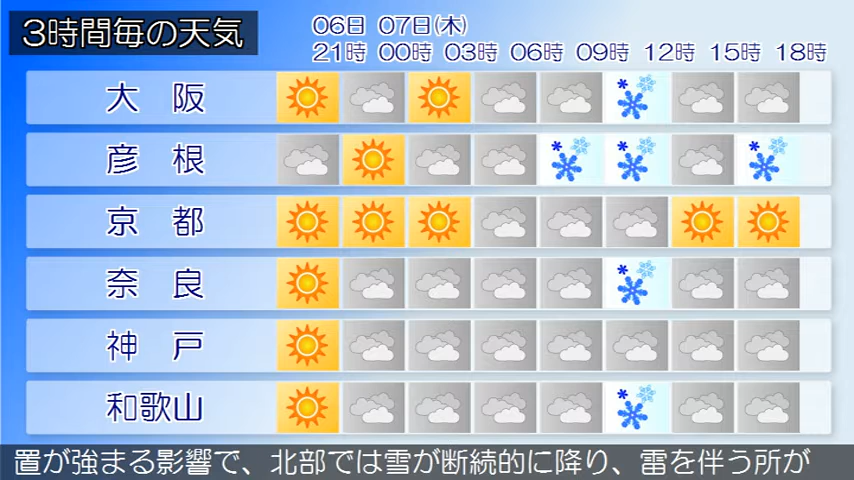 3時間毎の天気
06日 07日(木)
21時 00時 03時 06時 09時 12時 15時 18時
大阪
彦根
京都
奈良
神戸
和歌山
置が強まる影響で、北部では雪が断続的に降り、雷を伴う所が